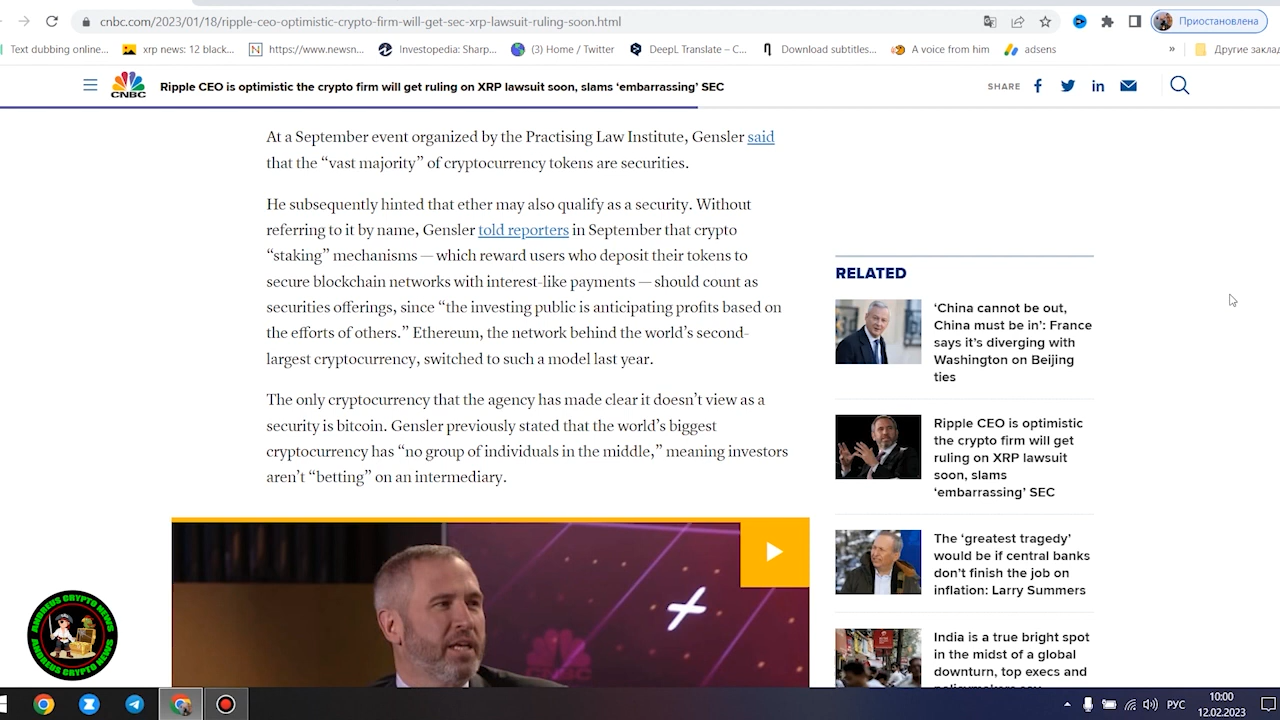 cnbc.com/2023/01/18/ripple-ceo-optimistic-crypto-firm-will-get-sec-xrp-lawsuit-ruling-soon.html
Приостановлена
Text dubbing online...
xrp news: 12 black...
https://www.newsn...
Investopedia: Sharp...
(3) Home / Twitter
DeepL Translate – C...
Download subtitles...
A voice from him
adsens
»
Другие закла
CNBC
Ripple CEO is optimistic the crypto firm will get ruling on XRP lawsuit soon, slams ‘embarrassing’ SEC
SHARE
At a September event organized by the Practising Law Institute, Gensler said
that the “vast majority” of cryptocurrency tokens are securities.
He subsequently hinted that ether may also qualify as a security. Without
referring to it by name, Gensler told reporters in September that crypto
“staking” mechanisms — which reward users who deposit their tokens to
secure blockchain networks with interest-like payments — should count as
securities offerings, since “the investing public is anticipating profits based on
the efforts of others.” Ethereum, the network behind the world’s second-
largest cryptocurrency, switched to such a model last year.
The only cryptocurrency that the agency has made clear it doesn’t view as a
security is bitcoin. Gensler previously stated that the world’s biggest
cryptocurrency has “no group of individuals in the middle,” meaning investors
aren’t “betting” on an intermediary.
RELATED
‘China cannot be out,
China must be in’: France
says it’s diverging with
Washington on Beijing
ties
Ripple CEO is optimistic
the crypto firm will get
ruling on XRP lawsuit
soon, slams
‘embarrassing’ SEC
The ‘greatest tragedy’
would be if central banks
don’t finish the job on
inflation: Larry Summers
India is a true bright spot
in the midst of a global
downturn, top execs and
ANDREUS CRYPTO NEWS
ANDREUS CRYPTO NEWS
РУС
10:00
12.02.2023